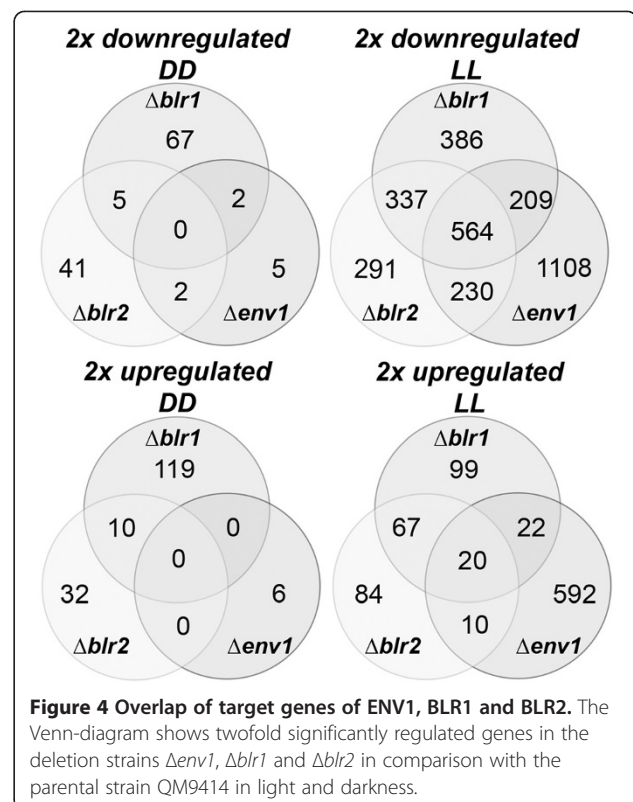 2x downregulated
DD
Δblr1
67
5
2
0
41
5
2
Δblr2
Δenv1
2x downregulated
LL
Δblr1
386
337
209
564
291
1108
230
Δblr2
Δenv1
2x upregulated
DD
Δblr1
119
10
0
0
32
6
0
Δblr2
Δenv1
2x upregulated
LL
Δblr1
99
67
22
20
84
592
10
Δblr2
Δenv1
Figure 4 Overlap of target genes of ENV1, BLR1 and BLR2. The
Venn-diagram shows twofold significantly regulated genes in the
deletion strains Δenv1, Δblr1 and Δblr2 in comparison with the
parental strain QM9414 in light and darkness.